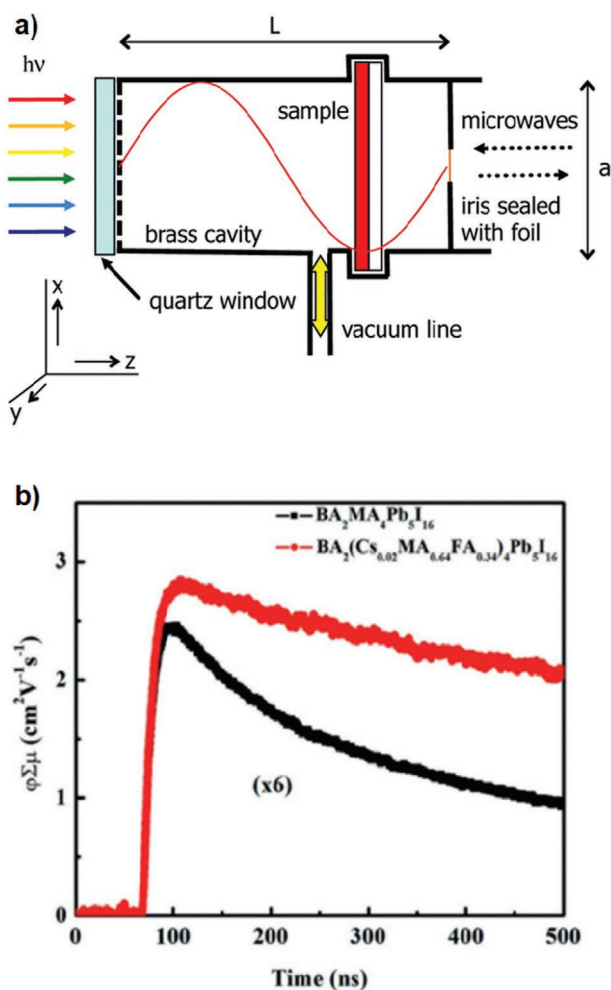 a)
L
hν
sample
microwaves
a
iris sealed
with foil
brass cavity
quartz window
vacuum line
x
z
y
b)
BA₂MA₄Pb₅I₁₆
BA₂(Cs₀.₀₂MA₀.₆₄FA₀.₃₄)₄Pb₅I₁₆
φΣμ (cm²V⁻¹s⁻¹)
3
2
1
0
(x6)
0 100 200 300 400 500
Time (ns)